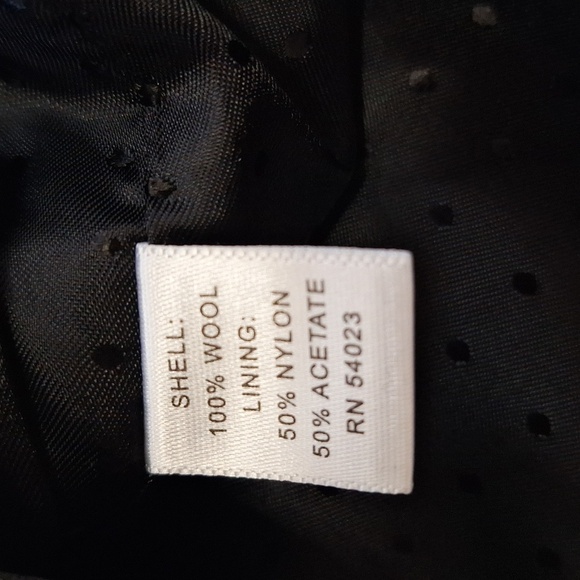 SHELL:
100% WOOL
LINING:
50% NYLON
50% ACETATE
RN 54023